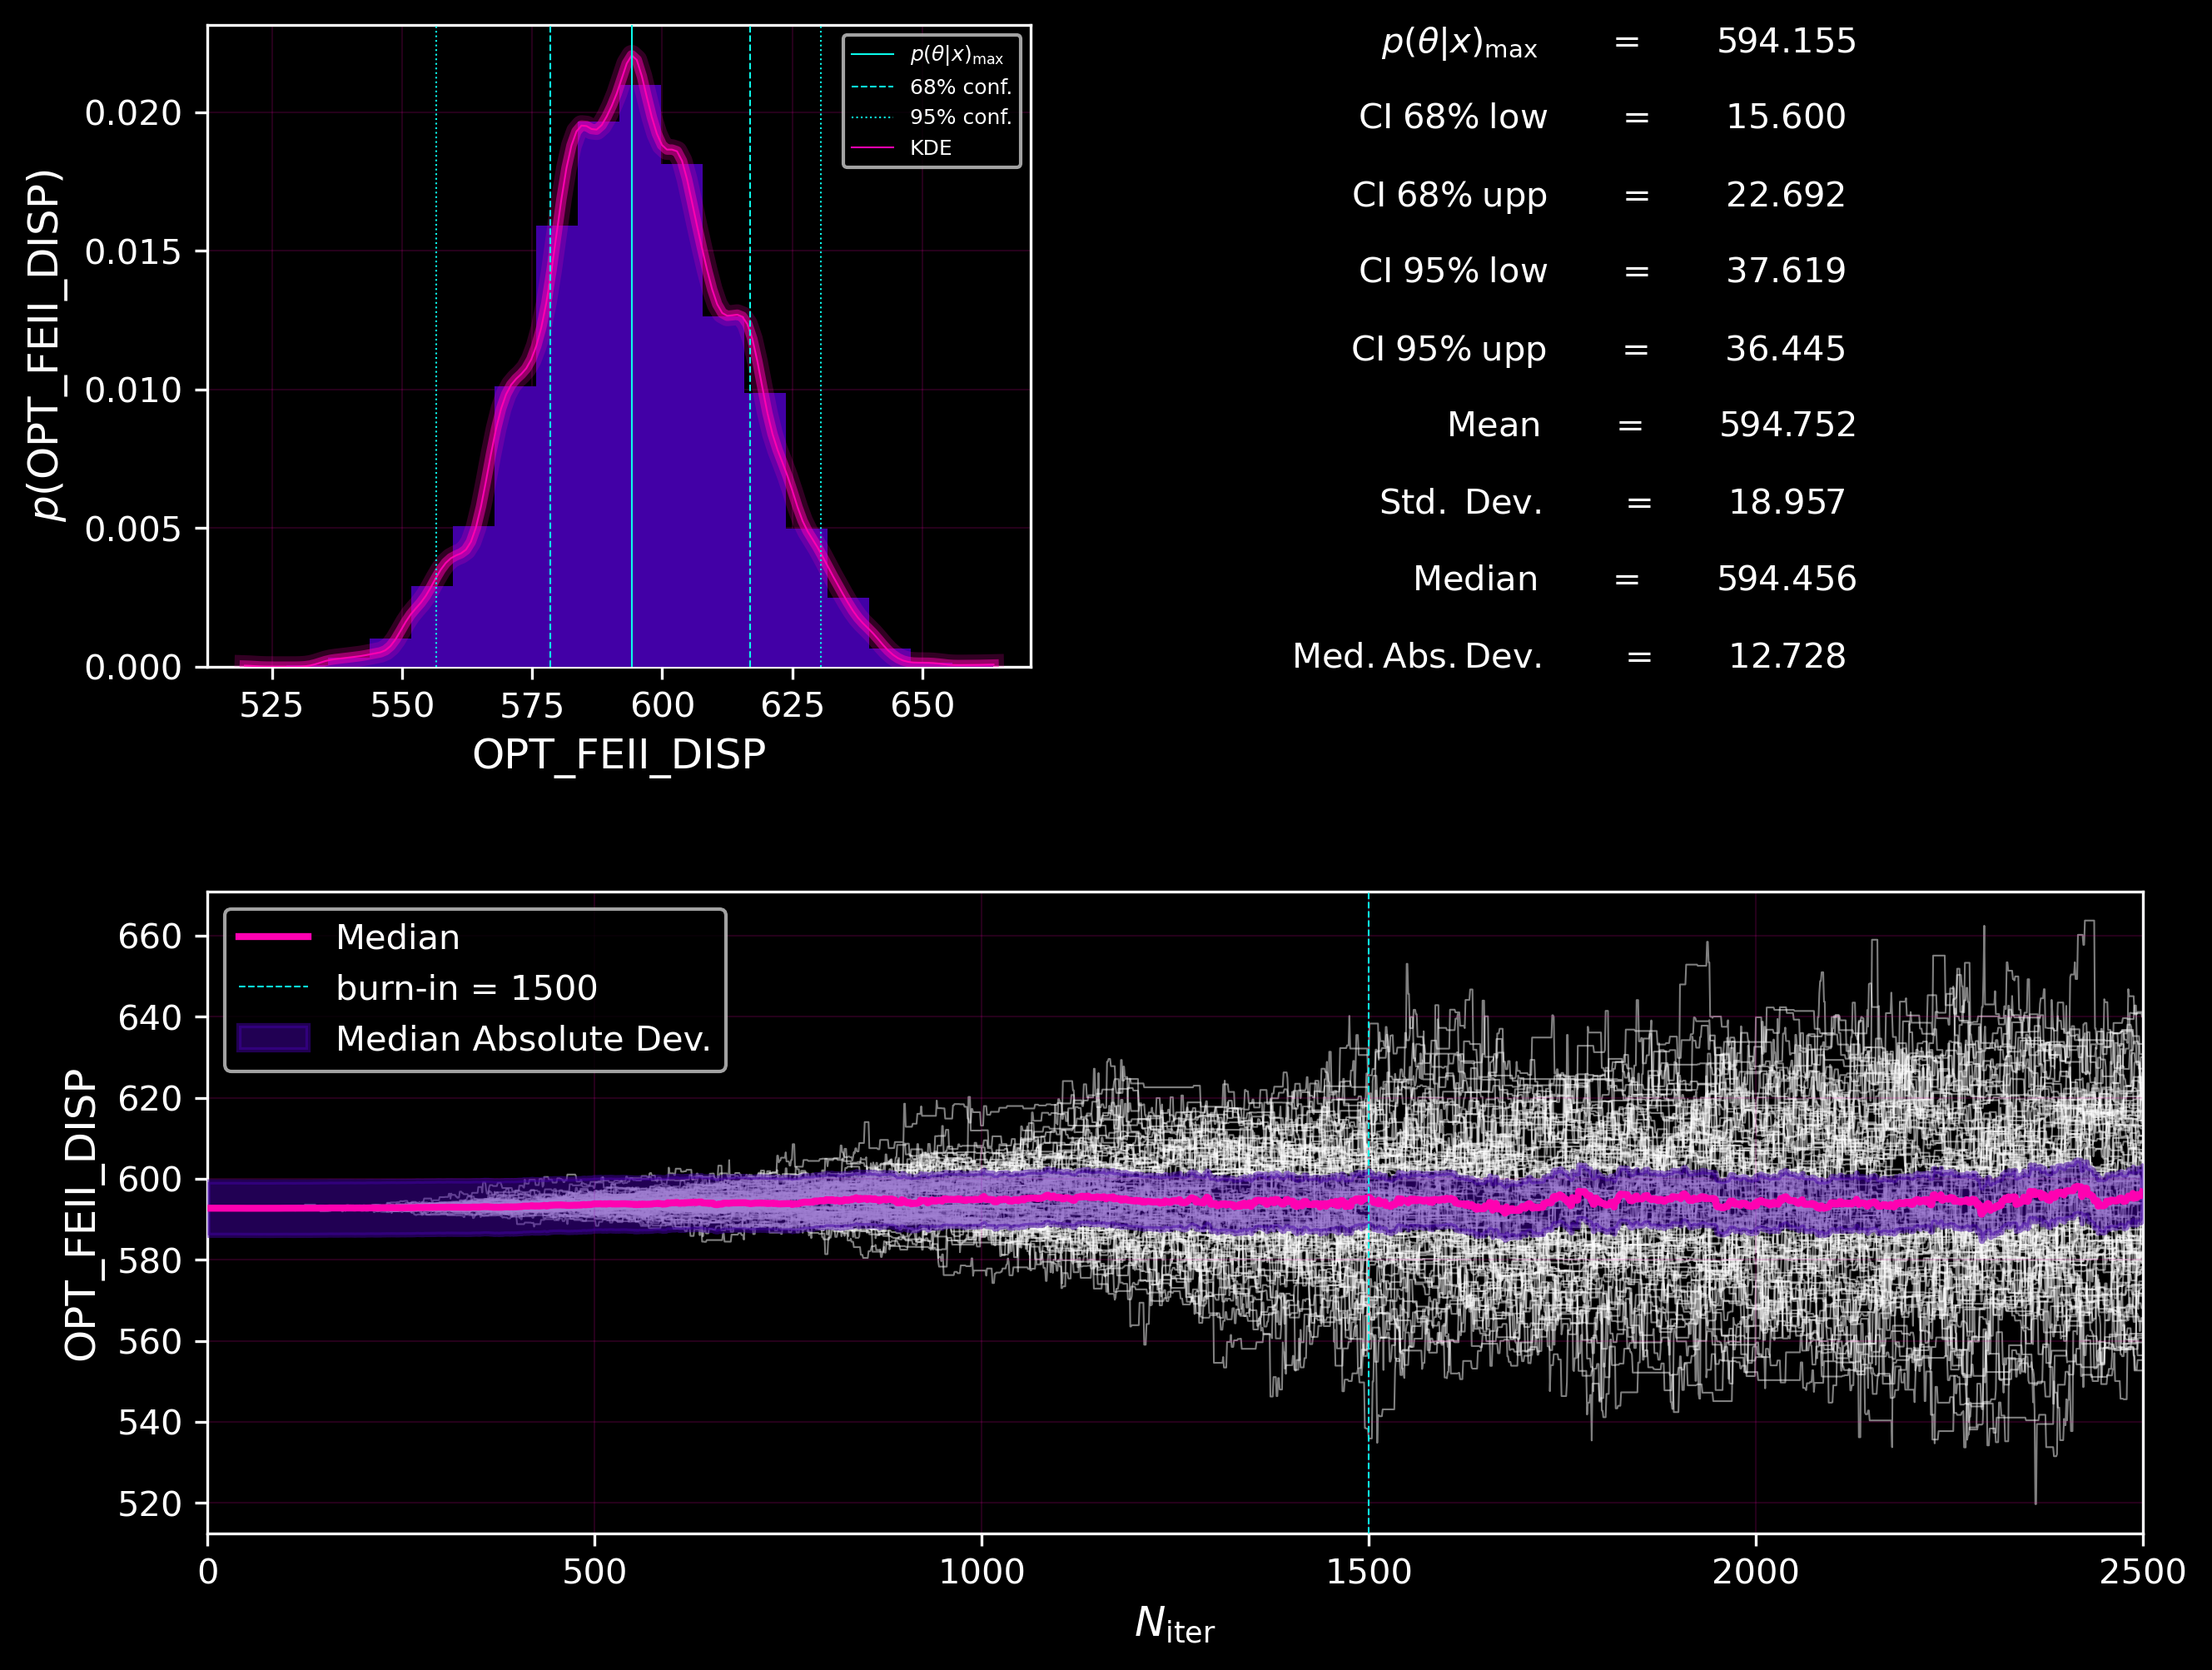 p(OPT_FEII_DISP)
0.020
0.015
0.010
0.005
0.000
525 550 575 600 625 650
OPT_FEII_DISP
p(θ|x)max
68% conf.
95% conf.
KDE
p(θ|x)max = 594.155
CI 68% low = 15.600
CI 68% upp = 22.692
CI 95% low = 37.619
CI 95% upp = 36.445
Mean = 594.752
Std. Dev. = 18.957
Median = 594.456
Med. Abs. Dev. = 12.728
OPT_FEII_DISP
660
640
620
600
580
560
540
520
Median
burn-in = 1500
Median Absolute Dev.
0 500 1000 1500 2000 2500
Niter